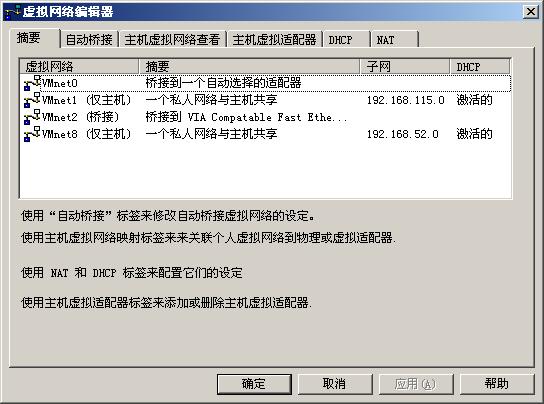 虚拟网络编辑器
摘要 自动桥接 主机虚拟网络查看 主机虚拟适配器 DHCP NAT
虚拟网络 摘要 子网 DHCP
VMnet0 桥接到一个自动选择的适配器
VMnet1 (仅主机) 一个私人网络与主机共享 192.168.115.0 激活的
VMnet2 (桥接) 桥接到 VIA Compatable Fast Ethe...
VMnet8 (仅主机) 一个私人网络与主机共享 192.168.52.0 激活的
使用“自动桥接”标签来修改自动桥接虚拟网络的设定。
使用主机虚拟网络映射标签来来关联个人虚拟网络到物理或虚拟适配器.
使用 NAT 和 DHCP 标签来配置它们的设定
使用主机虚拟适配器标签来添加或删除主机虚拟适配器.
确定 取消 应用(A) 帮助